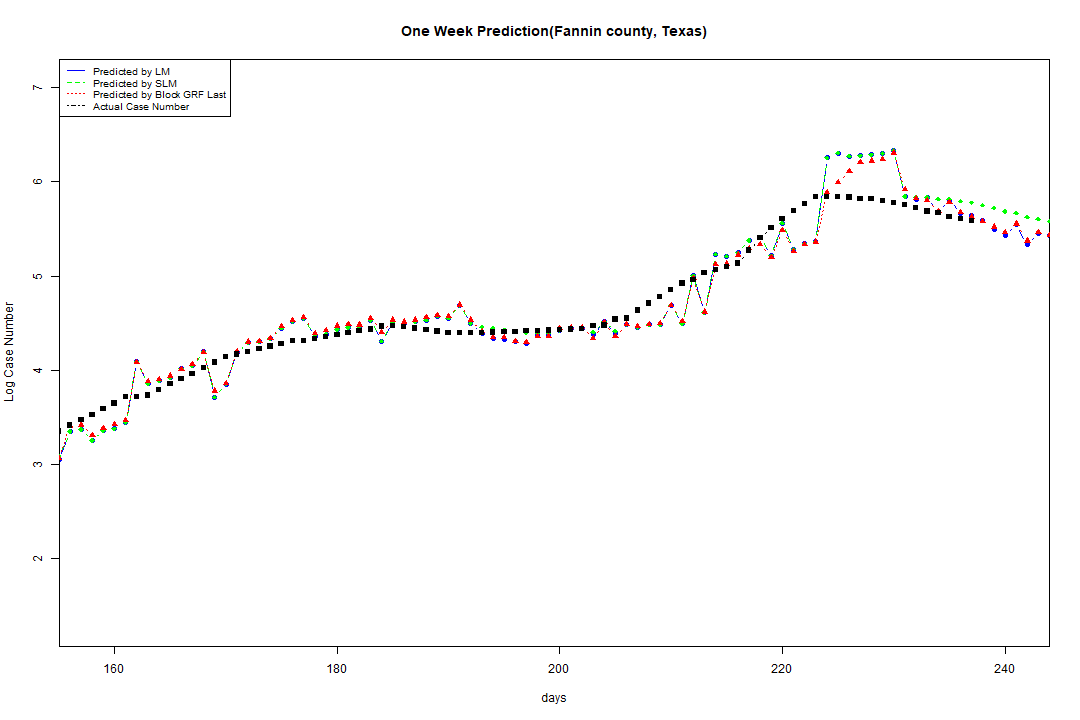 One Week Prediction(Fannin county, Texas)
Predicted by LM
Predicted by SLM
Predicted by Block GRF Last
Actual Case Number
7
6
5
4
3
2
Log Case Number
160
180
200
220
240
days